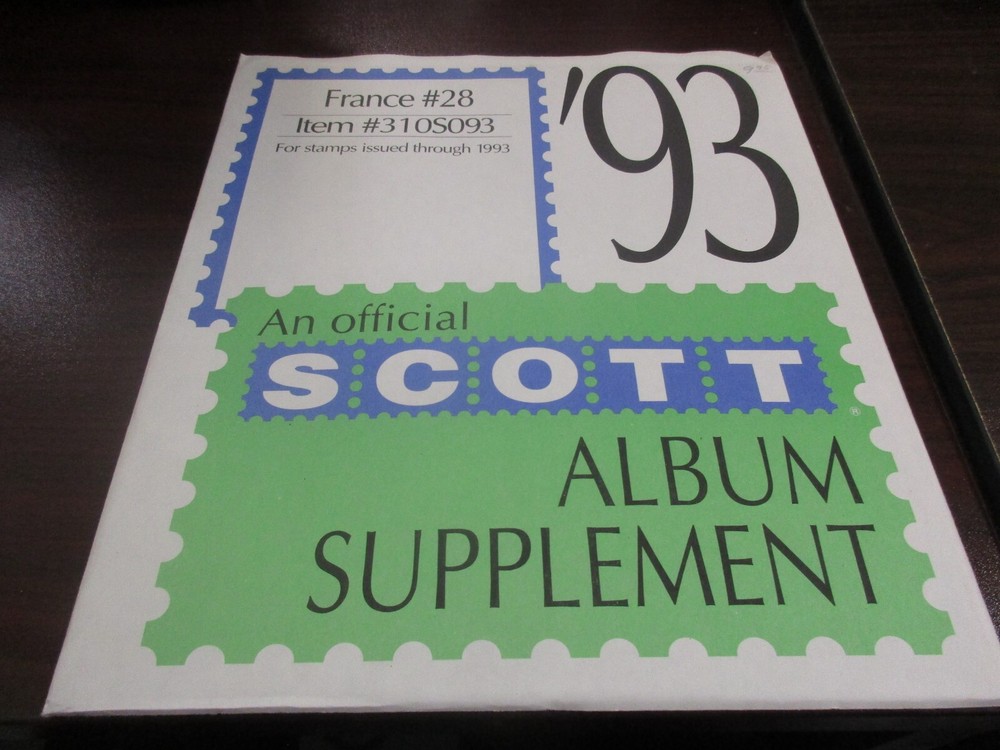 France #28
Item #310S093
For stamps issued through 1993
'93
An official
SCOTT®
ALBUM
SUPPLEMENT